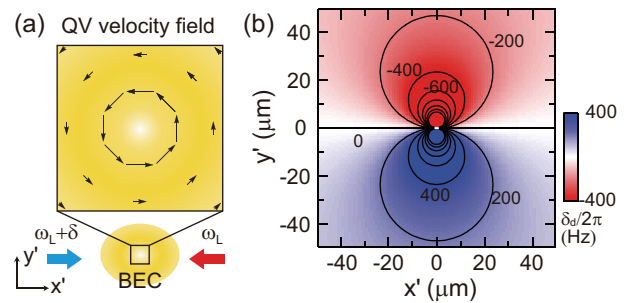 (a) QV velocity field
ω_L+δ
ω_L
y'
x'
BEC
(b)
40
20
0
-20
-40
y' (μm)
-200
-400
-600
0
400
200
-40 -20 0 20 40
x' (μm)
400
-400
δ_d/2π
(Hz)